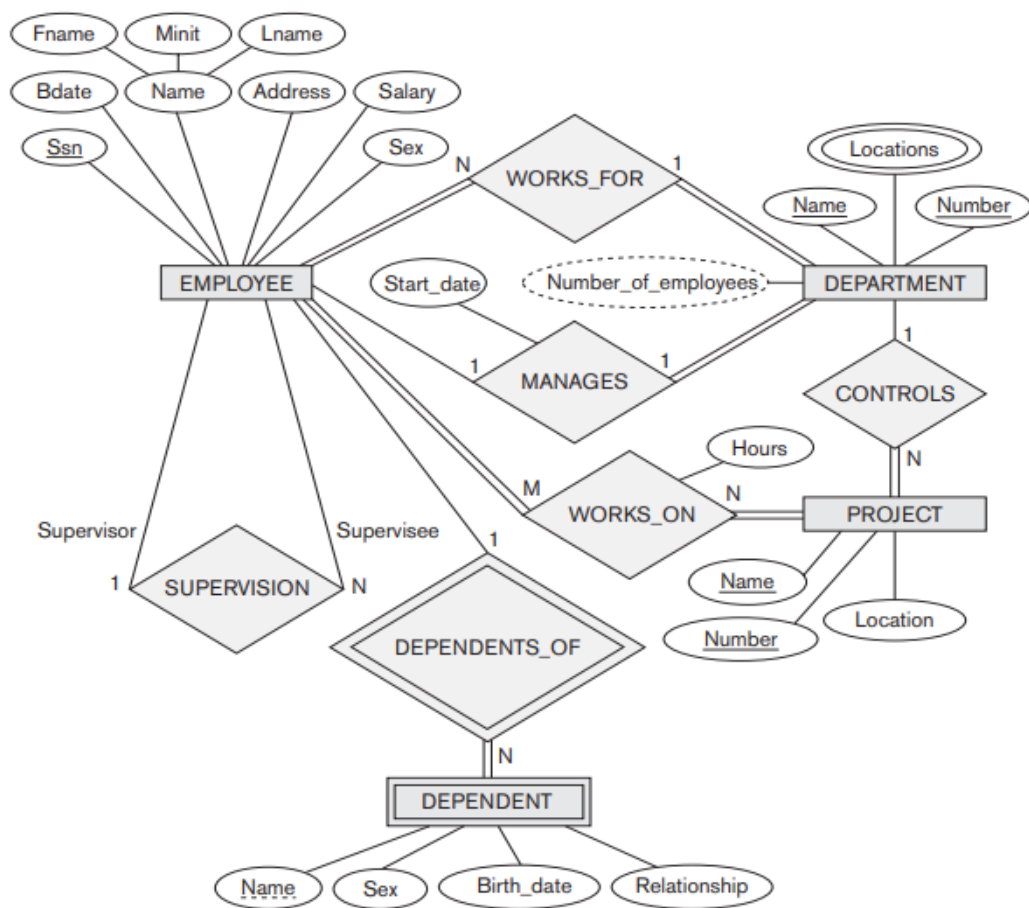 Fname Minit Lname
Bdate Name Address Salary
Ssn Sex
N WORKS_FOR 1
Locations
Name Number
EMPLOYEE
Start_date
Number_of_employees
DEPARTMENT
1 MANAGES 1
1
CONTROLS
N
Hours
M WORKS_ON N
PROJECT
Name
Number
Location
Supervisor Supervisee
1 SUPERVISION N
1
DEPENDENTS_OF
N
DEPENDENT
Name Sex Birth_date Relationship